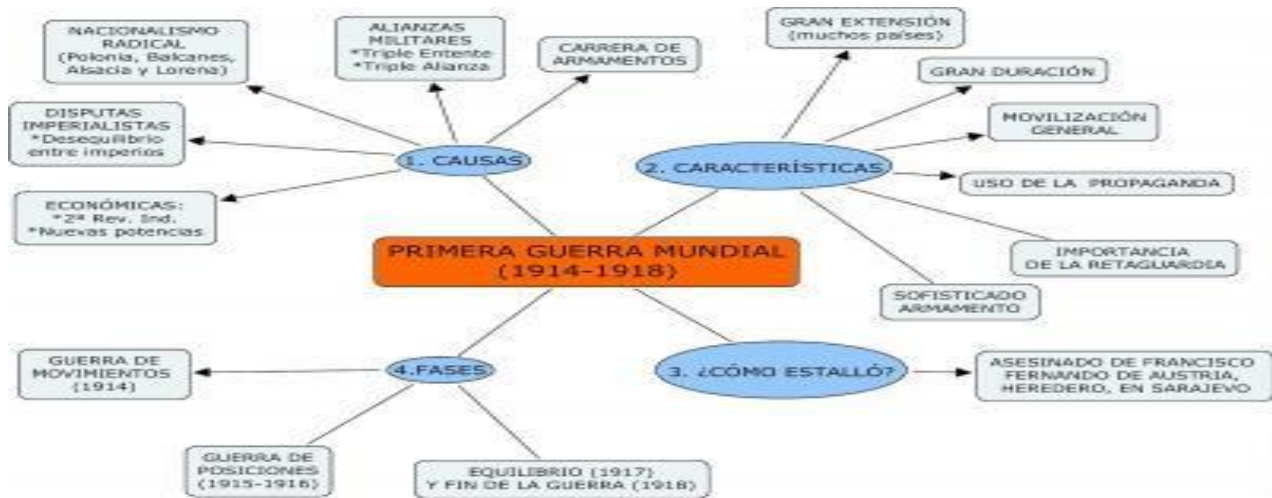 PRIMERA GUERRA MUNDIAL
(1914-1918)
1. CAUSAS
NACIONALISMO
RADICAL
(Polonia, Balcanes,
Alsacia y Lorena)
ALIANZAS
MILITARES
*Triple Entente
*Triple Alianza
CARRERA DE
ARMAMENTOS
DISPUTAS
IMPERIALISTAS
*Desequilibrio
entre imperios
ECONÓMICAS:
*2ª Rev. Ind.
*Nuevas potencias
2. CARACTERÍSTICAS
GRAN EXTENSIÓN
(muchos países)
GRAN DURACIÓN
MOVILIZACIÓN
GENERAL
USO DE LA PROPAGANDA
IMPORTANCIA
DE LA RETAGUARDIA
SOFISTICADO
ARMAMENTO
3. ¿CÓMO ESTALLÓ?
ASESINADO DE FRANCISCO
FERNANDO DE AUSTRIA,
HEREDERO, EN SARAJEVO
4.FASES
GUERRA DE
MOVIMIENTOS
(1914)
GUERRA DE
POSICIONES
(1915-1916)
EQUILIBRIO (1917)
Y FIN DE LA GUERRA (1918)